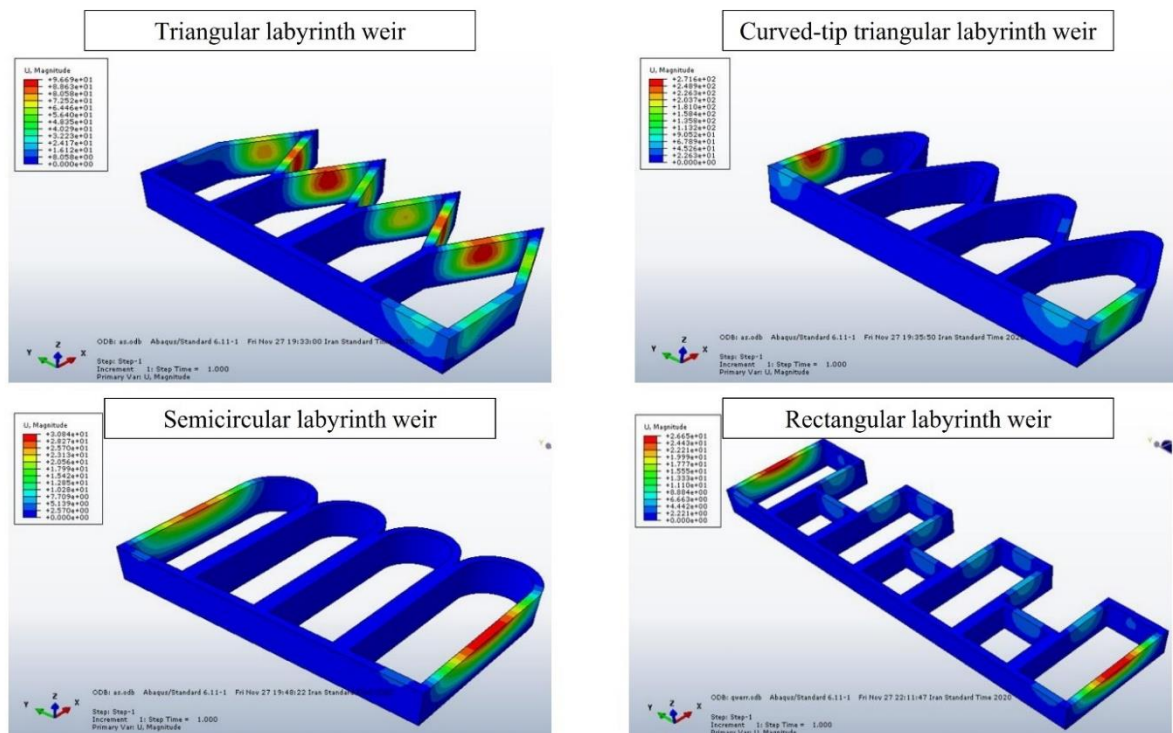 Triangular labyrinth weir
U, Magnitude
+9.669e+01
+8.863e+01
+8.058e+01
+7.252e+01
+6.446e+01
+5.640e+01
+4.835e+01
+4.029e+01
+3.223e+01
+2.417e+01
+1.612e+01
+8.058e+00
+0.000e+00
ODB: as.odb Abaqus/Standard 6.11-1 Fri Nov 27 19:33:00 Iran Standard Time
Y Z X
Step: Step-1
Increment 1: Step Time = 1.000
Primary Var: U, Magnitude
Curved-tip triangular labyrinth weir
U, Magnitude
+2.716e+02
+2.489e+02
+2.263e+02
+2.037e+02
+1.810e+02
+1.584e+02
+1.358e+02
+1.132e+02
+9.052e+01
+6.789e+01
+4.526e+01
+2.263e+01
+0.000e+00
ODB: as.odb Abaqus/Standard 6.11-1 Fri Nov 27 19:35:50 Iran Standard Time 2020
Y Z X
Step: Step-1
Increment 1: Step Time = 1.000
Primary Var: U, Magnitude
Semicircular labyrinth weir
U, Magnitude
+3.084e+01
+2.827e+01
+2.570e+01
+2.313e+01
+2.056e+01
+1.799e+01
+1.542e+01
+1.285e+01
+1.028e+01
+7.709e+00
+5.139e+00
+2.570e+00
+0.000e+00
ODB: as.odb Abaqus/Standard 6.11-1 Fri Nov 27 19:48:22 Iran Standard
Y Z X
Step: Step-1
Increment 1: Step Time = 1.000
Primary Var: U, Magnitude
Rectangular labyrinth weir
U, Magnitude
+2.665e+01
+2.443e+01
+2.221e+01
+1.999e+01
+1.777e+01
+1.555e+01
+1.333e+01
+1.110e+01
+8.884e+00
+6.663e+00
+4.442e+00
+2.221e+00
+0.000e+00
ODB: qwerr.odb Abaqus/Standard 6.11-1 Fri Nov 27 22:11:47 Iran Standard Time 2020
Y Z X
Step: Step-1
Increment 1: Step Time = 1.000
Primary Var: U, Magnitude